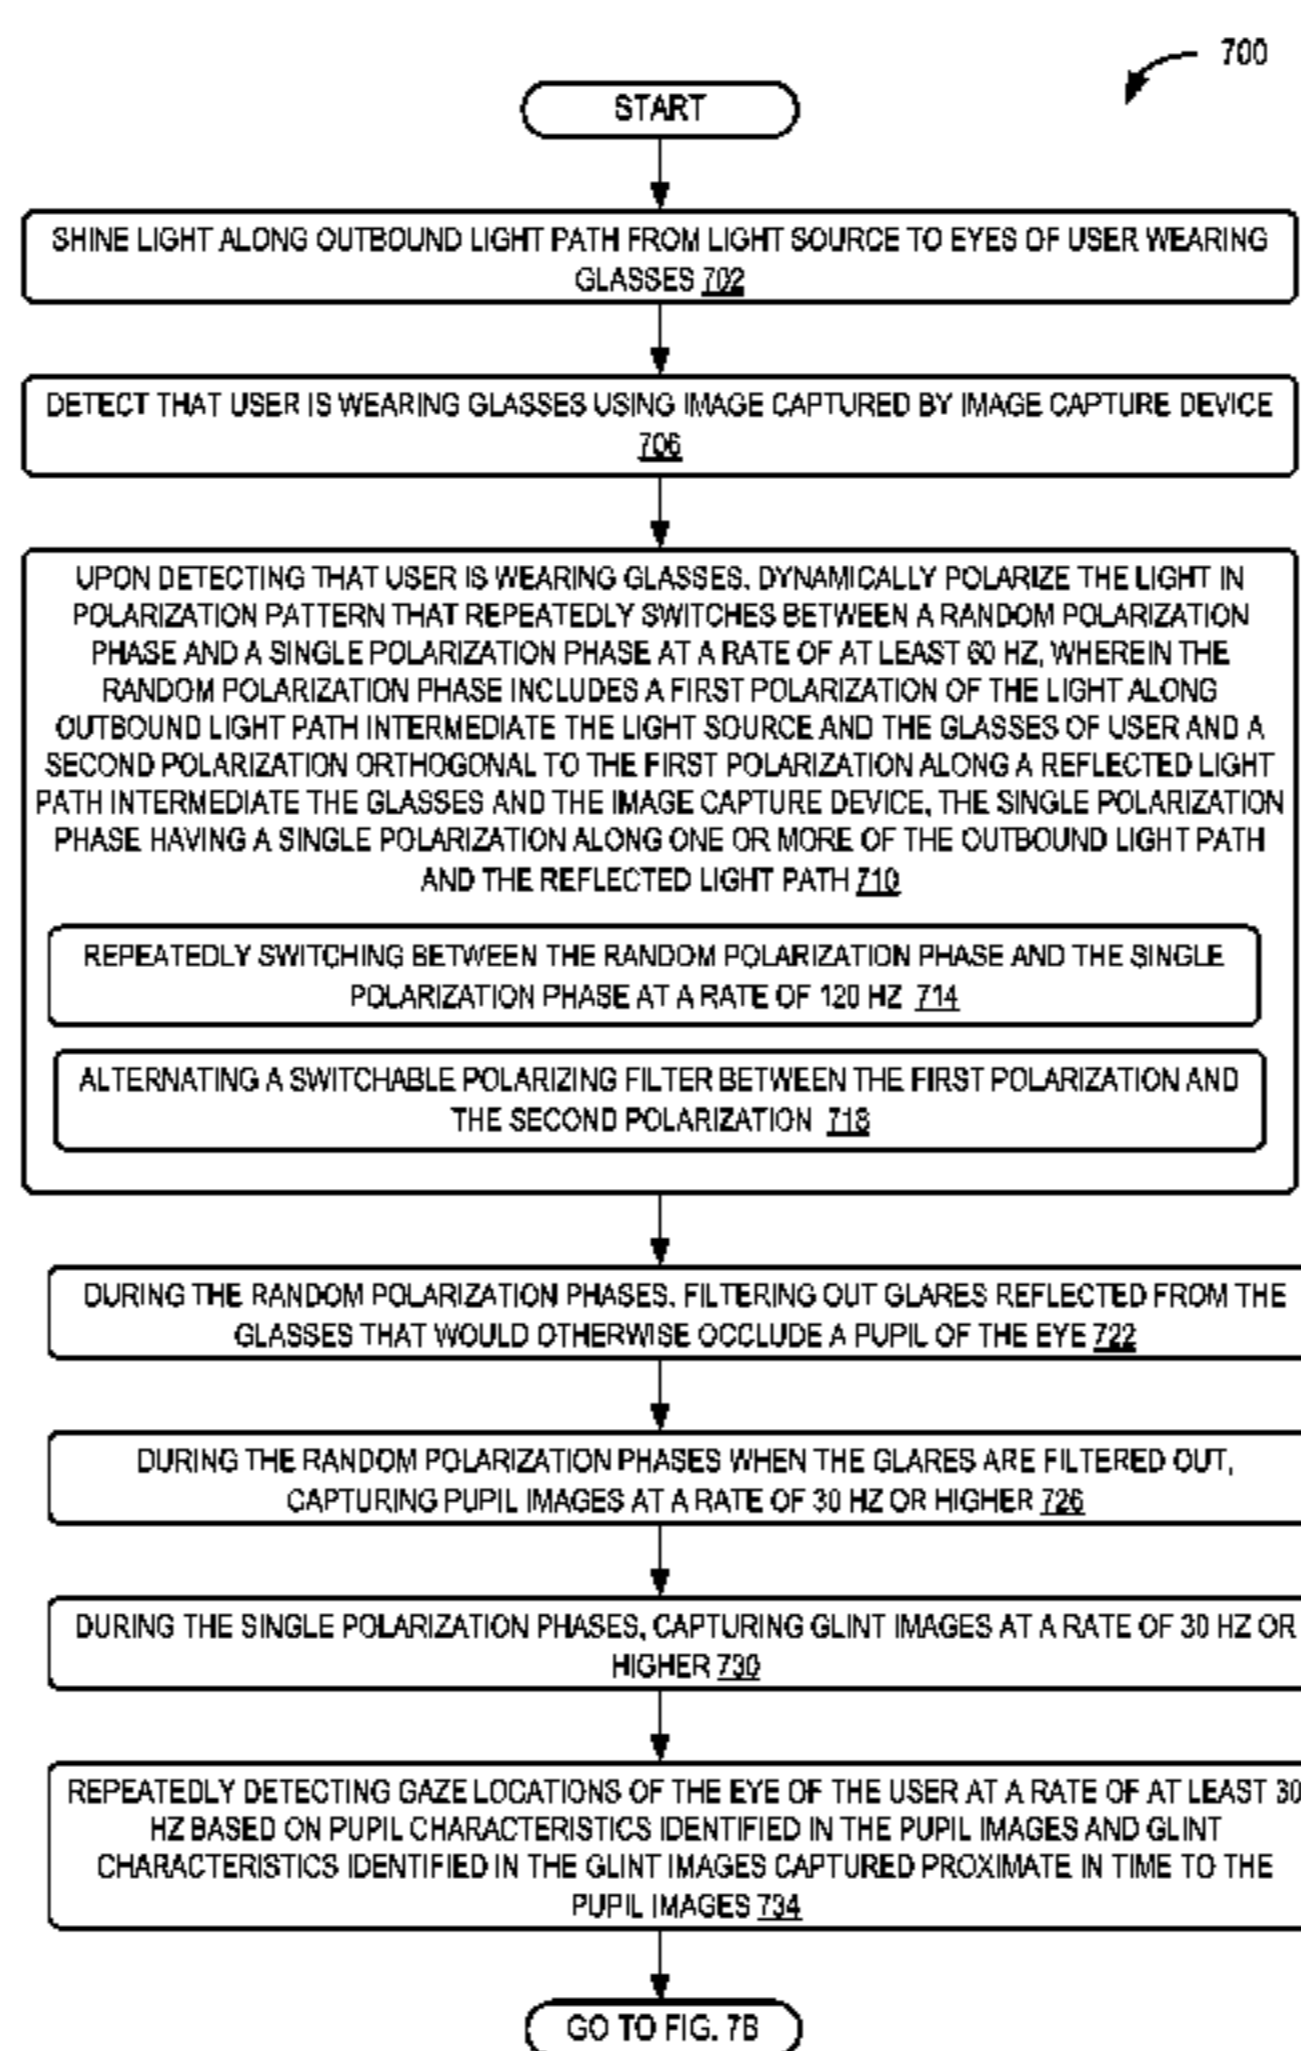 700
START
SHINE LIGHT ALONG OUTBOUND LIGHT PATH FROM LIGHT SOURCE TO EYES OF USER WEARING
GLASSES 702
DETECT THAT USER IS WEARING GLASSES USING IMAGE CAPTURED BY IMAGE CAPTURE DEVICE
706
UPON DETECTING THAT USER IS WEARING GLASSES, DYNAMICALLY POLARIZE THE LIGHT IN
POLARIZATION PATTERN THAT REPEATEDLY SWITCHES BETWEEN A RANDOM POLARIZATION
PHASE AND A SINGLE POLARIZATION PHASE AT A RATE OF AT LEAST 60 HZ, WHEREIN THE
RANDOM POLARIZATION PHASE INCLUDES A FIRST POLARIZATION OF THE LIGHT ALONG
OUTBOUND LIGHT PATH INTERMEDIATE THE LIGHT SOURCE AND THE GLASSES OF USER AND A
SECOND POLARIZATION ORTHOGONAL TO THE FIRST POLARIZATION ALONG A REFLECTED LIGHT
PATH INTERMEDIATE THE GLASSES AND THE IMAGE CAPTURE DEVICE, THE SINGLE POLARIZATION
PHASE HAVING A SINGLE POLARIZATION ALONG ONE OR MORE OF THE OUTBOUND LIGHT PATH
AND THE REFLECTED LIGHT PATH 710
REPEATEDLY SWITCHING BETWEEN THE RANDOM POLARIZATION PHASE AND THE SINGLE
POLARIZATION PHASE AT A RATE OF 120 HZ 714
ALTERNATING A SWITCHABLE POLARIZING FILTER BETWEEN THE FIRST POLARIZATION AND
THE SECOND POLARIZATION 718
DURING THE RANDOM POLARIZATION PHASES, FILTERING OUT GLARES REFLECTED FROM THE
GLASSES THAT WOULD OTHERWISE OCCLUDE A PUPIL OF THE EYE 722
DURING THE RANDOM POLARIZATION PHASES WHEN THE GLARES ARE FILTERED OUT,
CAPTURING PUPIL IMAGES AT A RATE OF 30 HZ OR HIGHER 726
DURING THE SINGLE POLARIZATION PHASES, CAPTURING GLINT IMAGES AT A RATE OF 30 HZ OR
HIGHER 730
REPEATEDLY DETECTING GAZE LOCATIONS OF THE EYE OF THE USER AT A RATE OF AT LEAST 30
HZ BASED ON PUPIL CHARACTERISTICS IDENTIFIED IN THE PUPIL IMAGES AND GLINT
CHARACTERISTICS IDENTIFIED IN THE GLINT IMAGES CAPTURED PROXIMATE IN TIME TO THE
PUPIL IMAGES 734
GO TO FIG. 7B